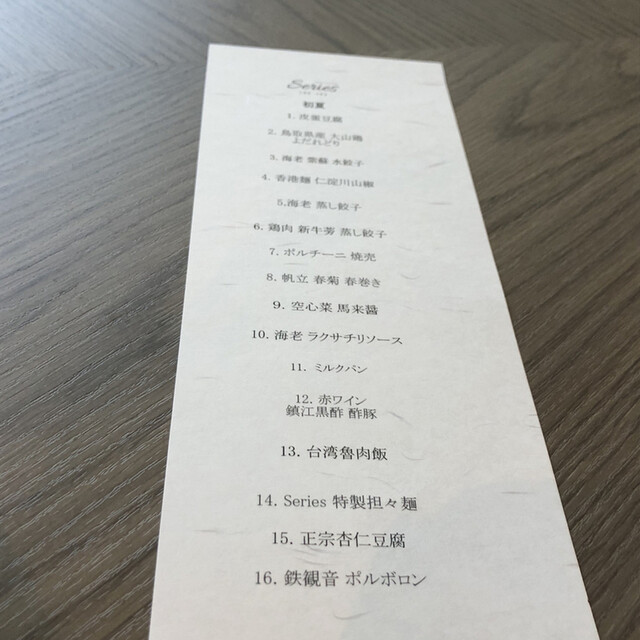 Series
初夏
1. 皮蛋豆腐
2. 鳥取県産 大山鶏
よだれどり
3. 海老 紫蘇 水餃子
4. 香港麺 仁淀川山椒
5.海老 蒸し餃子
6. 鶏肉 新牛蒡 蒸し餃子
7. ポルチーニ 焼売
8. 帆立 春菊 春巻き
9. 空心菜 馬来醤
10. 海老 ラクサチリソース
11. ミルクパン
12. 赤ワイン
鎮江黒酢 酢豚
13. 台湾魯肉飯
14. Series 特製担々麺
15. 正宗杏仁豆腐
16. 鉄観音 ポルボロン